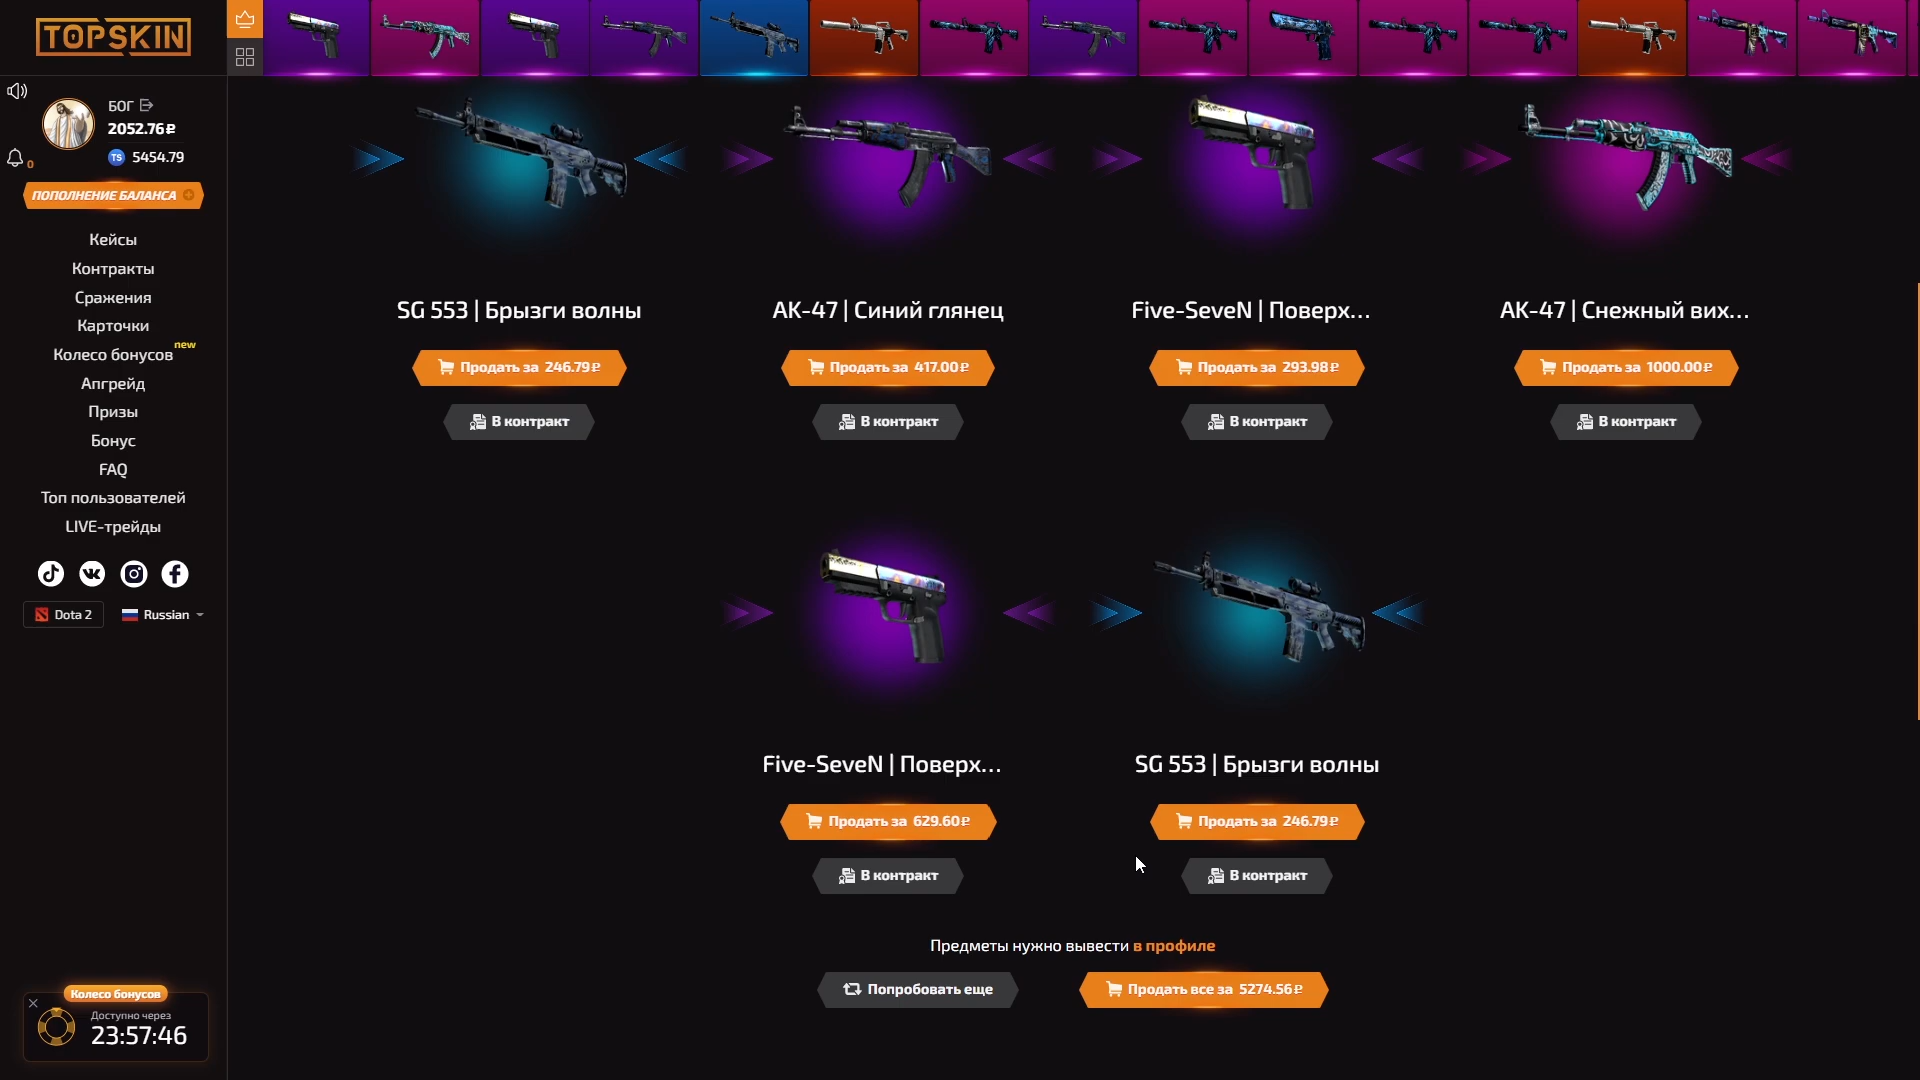 TOPSKIN
БОГ
2052.76₽
TS 5454.79
0
ПОПОЛНЕНИЕ БАЛАНСА
Кейсы
Контракты
Сражения
Карточки
Колесо бонусов new
Апгрейд
Призы
Бонус
FAQ
Топ пользователей
LIVE-трейды
Dota 2
Russian
Колесо бонусов
Доступно через
23:57:46
SG 553 | Брызги волны
AK-47 | Синий глянец
Five-SeveN | Поверх...
AK-47 | Снежный вих...
Продать за 246.79₽
Продать за 417.00₽
Продать за 293.98₽
Продать за 1000.00₽
В контракт
В контракт
В контракт
В контракт
Five-SeveN | Поверх...
SG 553 | Брызги волны
Продать за 629.60₽
Продать за 246.79₽
В контракт
В контракт
Предметы нужно вывести в профиле
Попробовать еще
Продать все за 5274.56₽